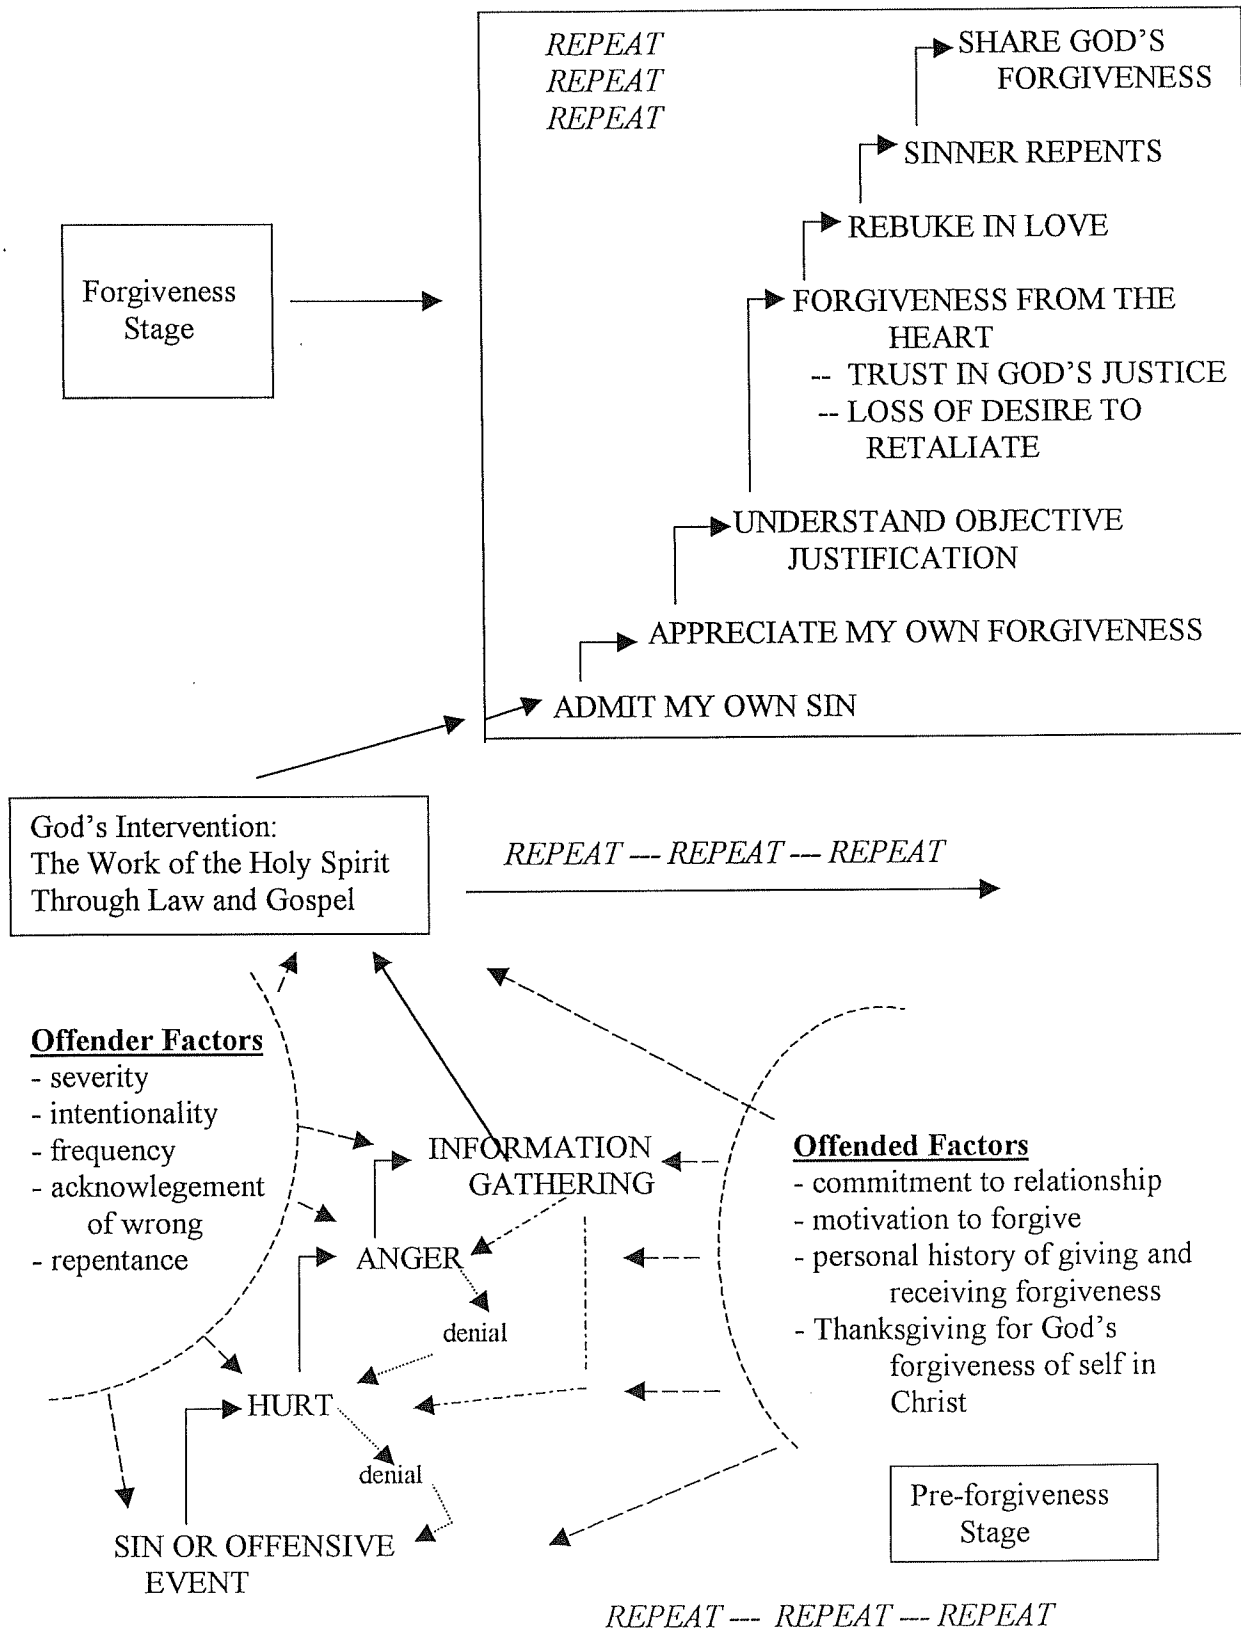 REPEAT
REPEAT
REPEAT
SHARE GOD'S
FORGIVENESS
SINNER REPENTS
REBUKE IN LOVE
Forgiveness
Stage
FORGIVENESS FROM THE
HEART
-- TRUST IN GOD'S JUSTICE
-- LOSS OF DESIRE TO
RETALIATE
UNDERSTAND OBJECTIVE
JUSTIFICATION
APPRECIATE MY OWN FORGIVENESS
ADMIT MY OWN SIN
God's Intervention:
The Work of the Holy Spirit
Through Law and Gospel
REPEAT --- REPEAT --- REPEAT
Offender Factors
- severity
- intentionality
- frequency
- acknowlegement
of wrong
- repentance
INFORMATION
GATHERING
ANGER
denial
HURT
denial
SIN OR OFFENSIVE
EVENT
Offended Factors
- commitment to relationship
- motivation to forgive
- personal history of giving and
receiving forgiveness
- Thanksgiving for God's
forgiveness of self in
Christ
Pre-forgiveness
Stage
REPEAT --- REPEAT --- REPEAT